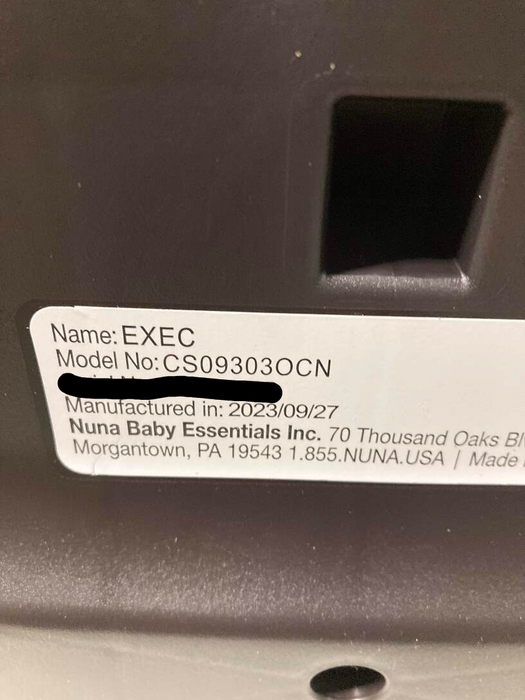 Name: EXEC
Model No: CS09303OCN
Manufactured in: 2023/09/27
Nuna Baby Essentials Inc. 70 Thousand Oaks
Morgantown, PA 19543 1.855.NUNA.USA | Made